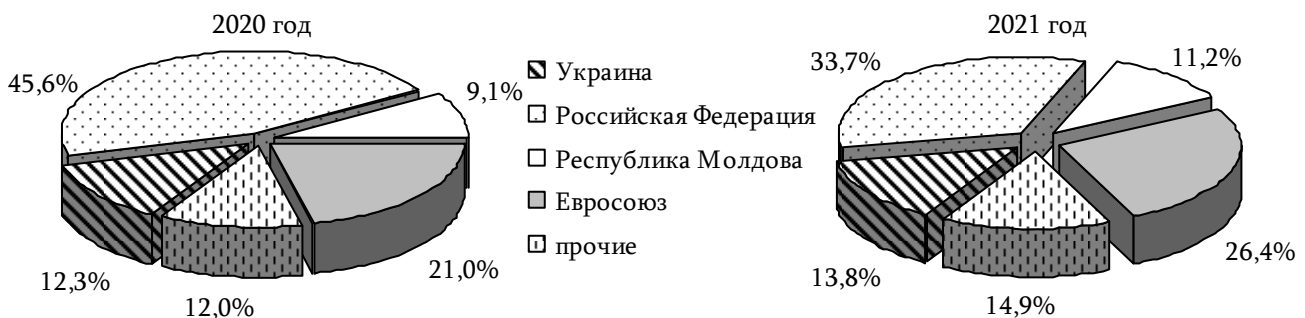 2020 год
45,6%
9,1%
21,0%
12,0%
12,3%
Украина
Российская Федерация
Республика Молдова
Евросоюз
прочие
2021 год
33,7%
11,2%
26,4%
14,9%
13,8%